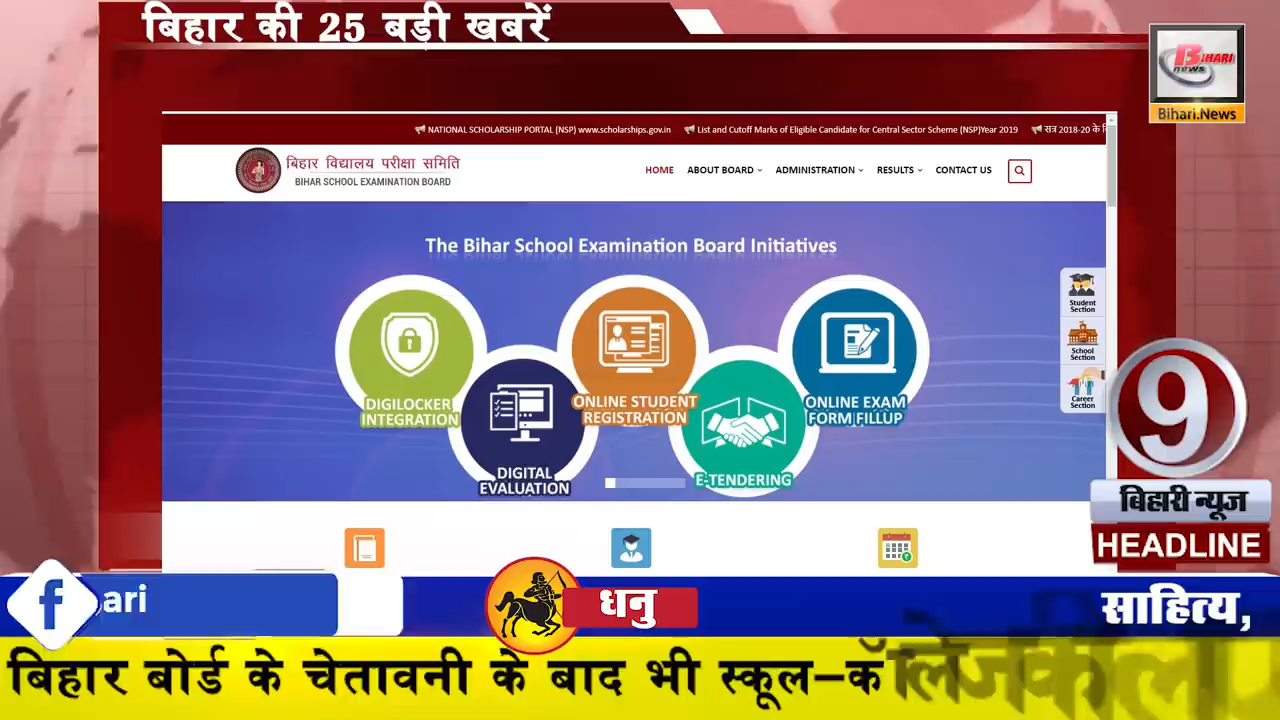 बिहार की 25 बड़ी खबरें
BIHARI
news
Bihari.News
NATIONAL SCHOLARSHIP PORTAL (NSP) www.scholarships.gov.in
List and Cutoff Marks of Eligible Candidate for Central Sector Scheme (NSP)Year 2019
सत्र 2018-20 के
बिहार विद्यालय परीक्षा समिति
BIHAR SCHOOL EXAMINATION BOARD
HOME ABOUT BOARD ADMINISTRATION RESULTS CONTACT US
The Bihar School Examination Board Initiatives
Student
Section
School
Section
Career
Section
DIGILOCKER
INTEGRATION
ONLINE STUDENT
REGISTRATION
ONLINE EXAM
FORM FILLUP
DIGITAL
EVALUATION
E-TENDERING
9
बिहारी न्यूज
HEADLINE
f ari
धनु
साहित्य,
बिहार बोर्ड के चेतावनी के बाद भी स्कूल-कॉलेज